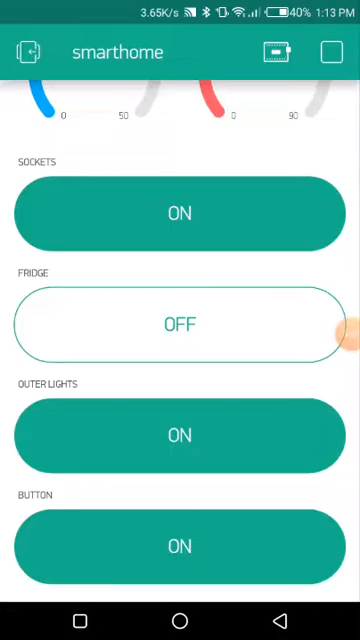 3.65K/s 40% 1:13 PM
smarthome
0 50 0 90
SOCKETS
ON
FRIDGE
OFF
OUTER LIGHTS
ON
BUTTON
ON